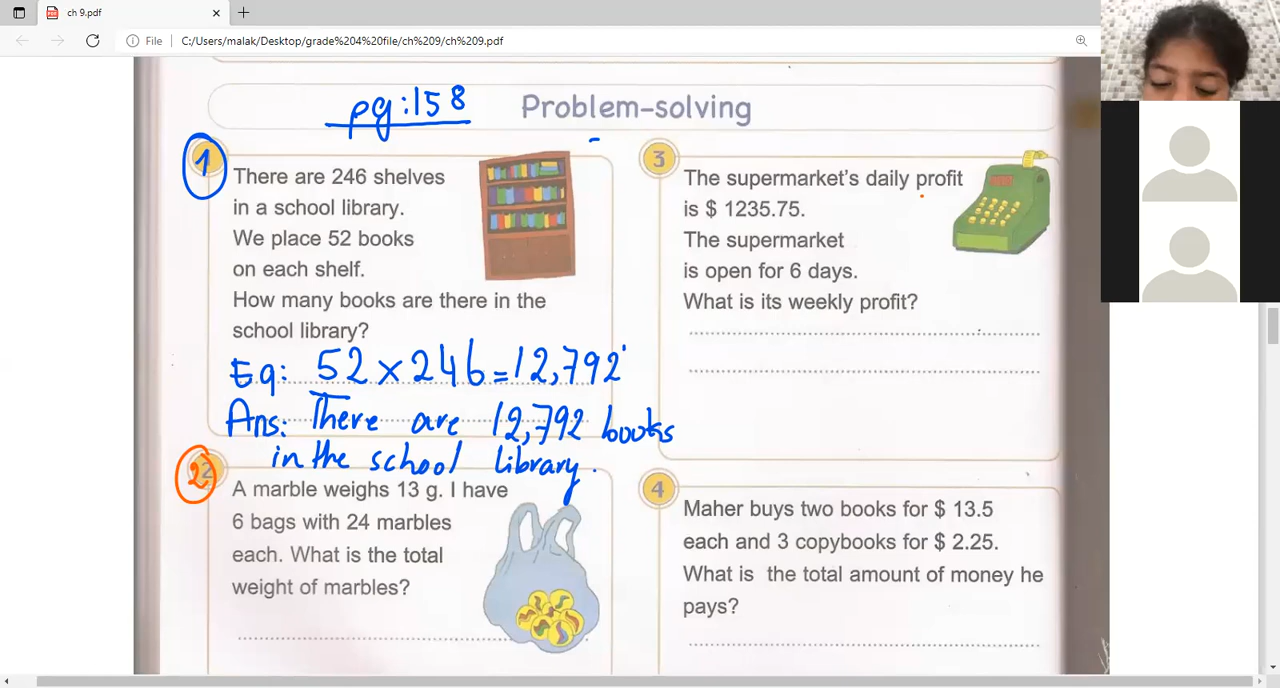 ch 9.pdf
File
C:/Users/malak/Desktop/grade%204%20file/ch%209/ch%209.pdf
pg:158
Problem-solving
1
There are 246 shelves
in a school library.
We place 52 books
on each shelf.
How many books are there in the
school library?
Eq: 52 × 246 = 12,792
Ans: There are 12,792 books
in the school library.
2
A marble weighs 13 g. I have
6 bags with 24 marbles
each. What is the total
weight of marbles?
3
The supermarket's daily profit
is $ 1235.75.
The supermarket
is open for 6 days.
What is its weekly profit?
4
Maher buys two books for $ 13.5
each and 3 copybooks for $ 2.25.
What is the total amount of money he
pays?